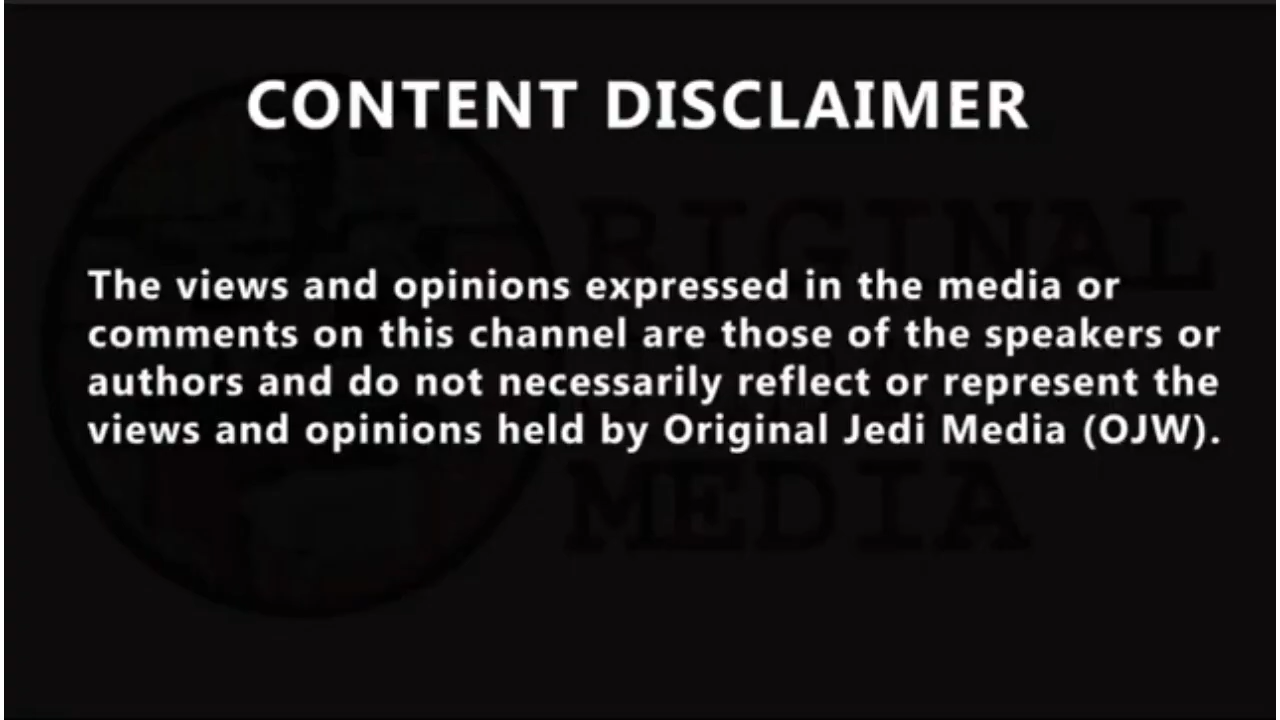 CONTENT DISCLAIMER
RIGINAL
The views and opinions expressed in the media or
comments on this channel are those of the speakers or
authors and do not necessarily reflect or represent the
views and opinions held by Original Jedi Media (OJW).
MEDIA